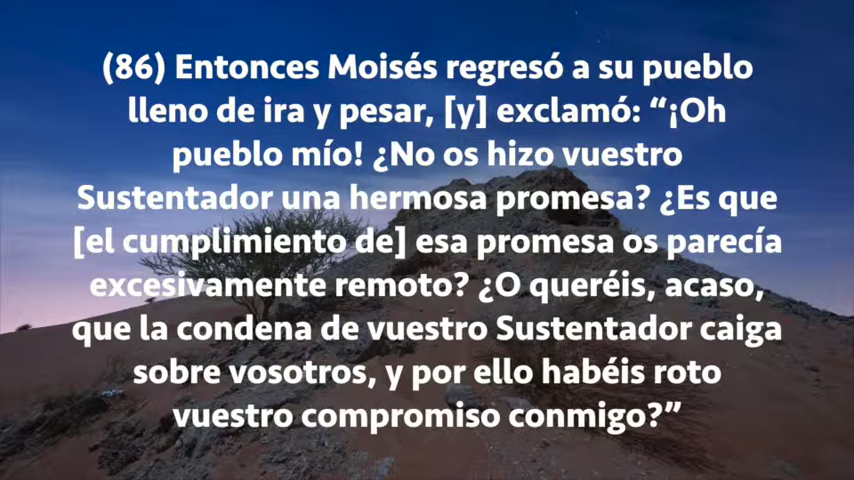 (86) Entonces Moisés regresó a su pueblo
lleno de ira y pesar, [y] exclamó: “¡Oh
pueblo mío! ¿No os hizo vuestro
Sustentador una hermosa promesa? ¿Es que
[el cumplimiento de] esa promesa os parecía
excesivamente remoto? ¿O queréis, acaso,
que la condena de vuestro Sustentador caiga
sobre vosotros, y por ello habéis roto
vuestro compromiso conmigo?”